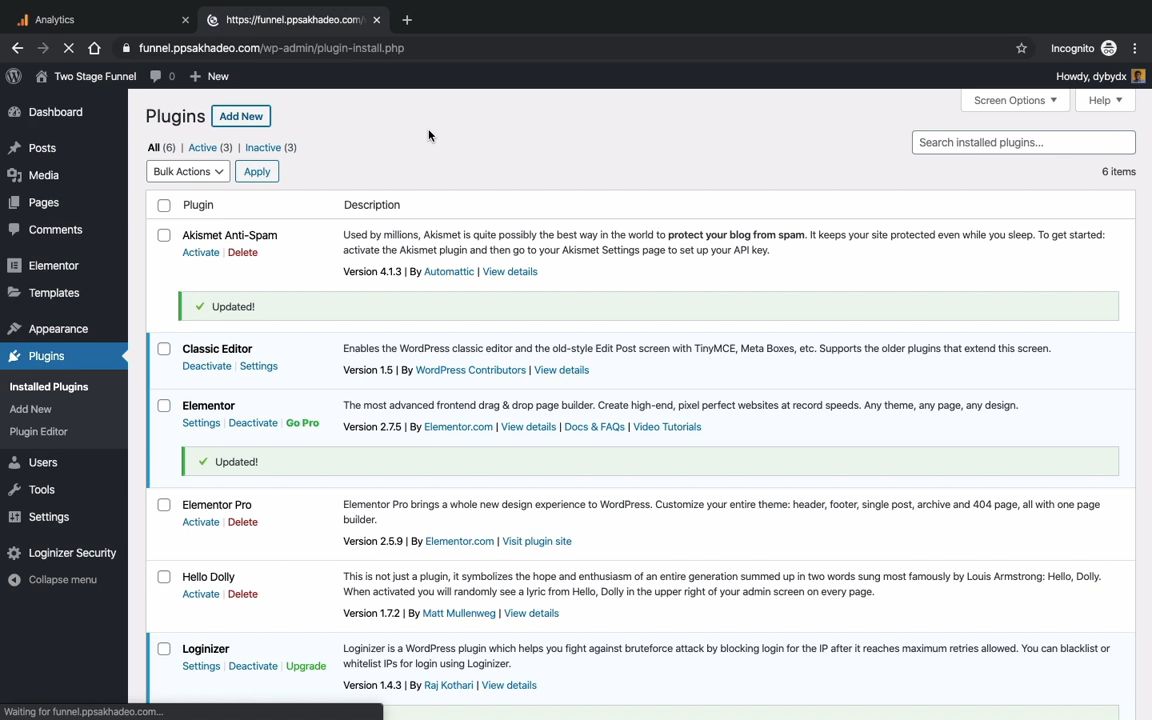 Analytics
https://funnel.ppsakhadeo.com/
funnel.ppsakhadeo.com/wp-admin/plugin-install.php
Incognito
Two Stage Funnel
0
New
Howdy, dybydx
Dashboard
Posts
Media
Pages
Comments
Elementor
Templates
Appearance
Plugins
Installed Plugins
Add New
Plugin Editor
Users
Tools
Settings
Loginizer Security
Collapse menu
Plugins Add New
Screen Options
Help
All (6) | Active (3) | Inactive (3)
Search installed plugins...
Bulk Actions
Apply
6 items
Plugin
Description
Akismet Anti-Spam
Activate | Delete
Used by millions, Akismet is quite possibly the best way in the world to protect your blog from spam. It keeps your site protected even while you sleep. To get started:
activate the Akismet plugin and then go to your Akismet Settings page to set up your API key.
Version 4.1.3 | By Automattic | View details
Updated!
Classic Editor
Deactivate | Settings
Enables the WordPress classic editor and the old-style Edit Post screen with TinyMCE, Meta Boxes, etc. Supports the older plugins that extend this screen.
Version 1.5 | By WordPress Contributors | View details
Elementor
Settings | Deactivate | Go Pro
The most advanced frontend drag & drop page builder. Create high-end, pixel perfect websites at record speeds. Any theme, any page, any design.
Version 2.7.5 | By Elementor.com | View details | Docs & FAQs | Video Tutorials
Updated!
Elementor Pro
Activate | Delete
Elementor Pro brings a whole new design experience to WordPress. Customize your entire theme: header, footer, single post, archive and 404 page, all with one page
builder.
Version 2.5.9 | By Elementor.com | Visit plugin site
Hello Dolly
Activate | Delete
This is not just a plugin, it symbolizes the hope and enthusiasm of an entire generation summed up in two words sung most famously by Louis Armstrong: Hello, Dolly.
When activated you will randomly see a lyric from Hello, Dolly in the upper right of your admin screen on every page.
Version 1.7.2 | By Matt Mullenweg | View details
Loginizer
Settings | Deactivate | Upgrade
Loginizer is a WordPress plugin which helps you fight against bruteforce attack by blocking login for the IP after it reaches maximum retries allowed. You can blacklist or
whitelist IPs for login using Loginizer.
Version 1.4.3 | By Raj Kothari | View details
Waiting for funnel.ppsakhadeo.com...